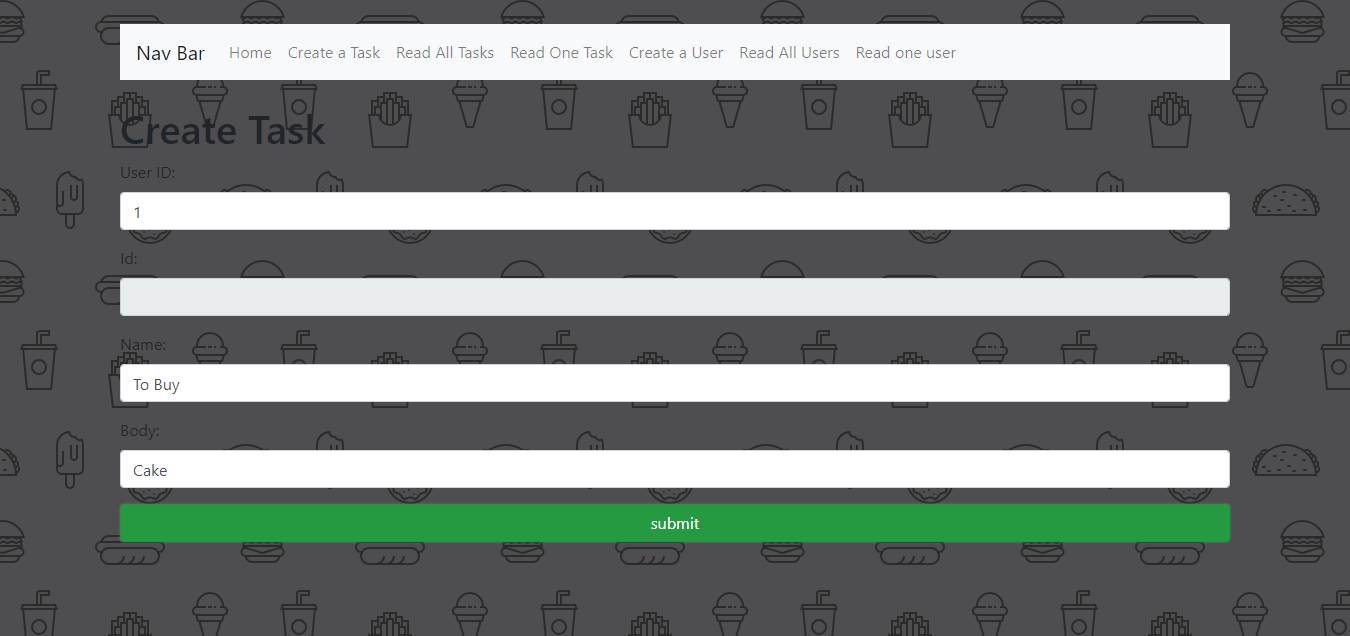 Nav Bar Home Create a Task Read All Tasks Read One Task Create a User Read All Users Read one user
Create Task
User ID:
1
Id:
Name:
To Buy
Body:
Cake
submit